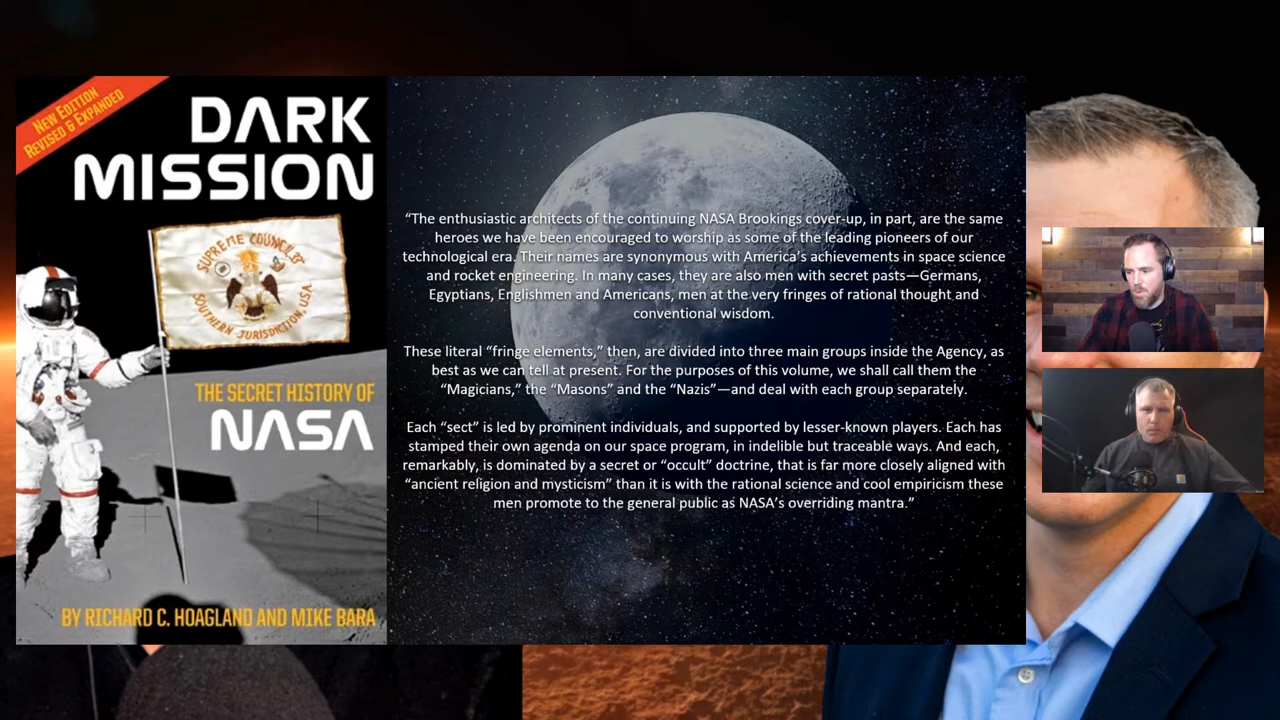 NEW EDITION
REVISED & EXPANDED
DARK
MISSION
SUPREME COUNCIL, 33°
SOUTHERN JURISDICTION, U.S.A.
THE SECRET HISTORY OF
NASA
BY RICHARD C. HOAGLAND AND MIKE BARA
“The enthusiastic architects of the continuing NASA Brookings cover-up, in part, are the same
heroes we have been encouraged to worship as some of the leading pioneers of our
technological era. Their names are synonymous with America’s achievements in space science
and rocket engineering. In many cases, they are also men with secret pasts—Germans,
Egyptians, Englishmen and Americans, men at the very fringes of rational thought and
conventional wisdom.
These literal “fringe elements,” then, are divided into three main groups inside the Agency, as
best as we can tell at present. For the purposes of this volume, we shall call them the
“Magicians,” the “Masons” and the “Nazis”—and deal with each group separately.
Each “sect” is led by prominent individuals, and supported by lesser-known players. Each has
stamped their own agenda on our space program, in indelible but traceable ways. And each,
remarkably, is dominated by a secret or “occult” doctrine, that is far more closely aligned with
“ancient religion and mysticism” than it is with the rational science and cool empiricism these
men promote to the general public as NASA’s overriding mantra.”